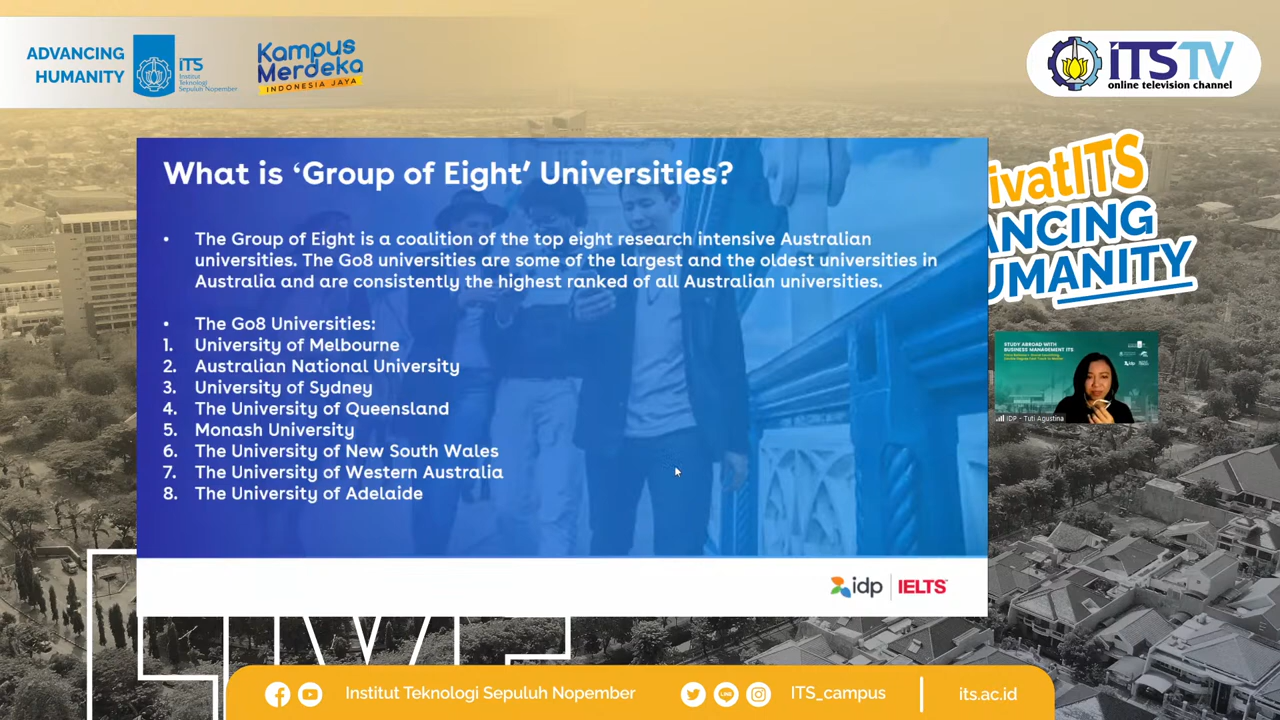 ADVANCING
HUMANITY
iTS
Institut
Teknologi
Sepuluh Nopember
Kampus
Merdeka
INDONESIA JAYA
iTSTV
online television channel
What is ‘Group of Eight’ Universities?
• The Group of Eight is a coalition of the top eight research intensive Australian
universities. The Go8 universities are some of the largest and the oldest universities in
Australia and are consistently the highest ranked of all Australian universities.
• The Go8 Universities:
1. University of Melbourne
2. Australian National University
3. University of Sydney
4. The University of Queensland
5. Monash University
6. The University of New South Wales
7. The University of Western Australia
8. The University of Adelaide
idp IELTS
ivatITS
ANCING
UMANITY
STUDY ABROAD WITH
BUSINESS MANAGEMENT ITS
IDP - Tuti Agustina
LIVE
Institut Teknologi Sepuluh Nopember
ITS_campus
its.ac.id